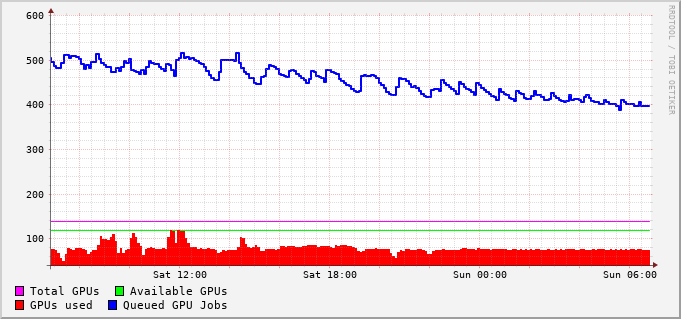 600
500
400
300
200
100
Sat 12:00 Sat 18:00 Sun 00:00 Sun 06:00
Total GPUs Available GPUs
GPUs used Queued GPU Jobs
RRDTOOL / TOBI OETIKER